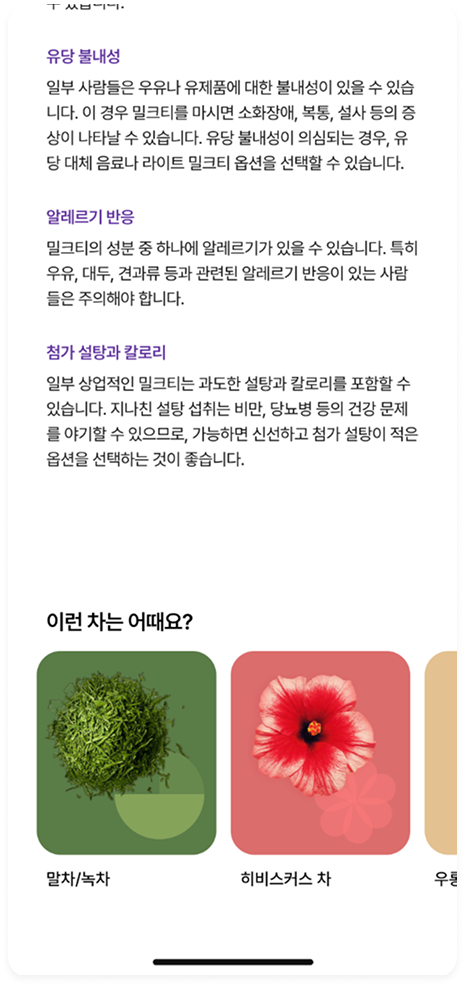 수 있습니다.
유당 불내성
일부 사람들은 우유나 유제품에 대한 불내성이 있을 수 있습
니다. 이 경우 밀크티를 마시면 소화장애, 복통, 설사 등의 증
상이 나타날 수 있습니다. 유당 불내성이 의심되는 경우, 유
당 대체 음료나 라이트 밀크티 옵션을 선택할 수 있습니다.
알레르기 반응
밀크티의 성분 중 하나에 알레르기가 있을 수 있습니다. 특히
우유, 대두, 견과류 등과 관련된 알레르기 반응이 있는 사람
들은 주의해야 합니다.
첨가 설탕과 칼로리
일부 상업적인 밀크티는 과도한 설탕과 칼로리를 포함할 수
있습니다. 지나친 설탕 섭취는 비만, 당뇨병 등의 건강 문제
를 야기할 수 있으므로, 가능하면 신선하고 첨가 설탕이 적은
옵션을 선택하는 것이 좋습니다.
이런 차는 어때요?
말차/녹차
히비스커스 차
우롱